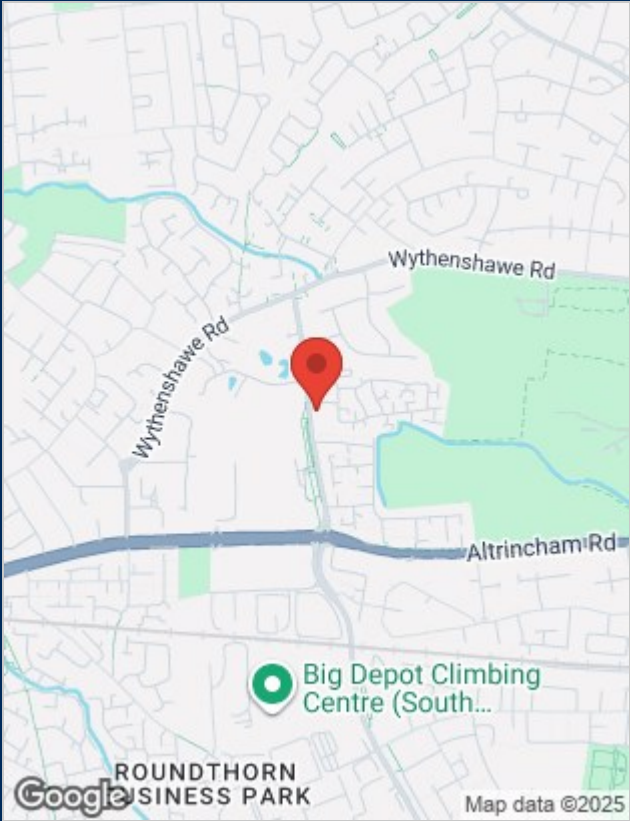 Wythenshawe Rd
Wythenshawe Rd
Altrincham Rd
Big Depot Climbing
Centre (South...
ROUNDTHORN
BUSINESS PARK
Google
Map data ©2025